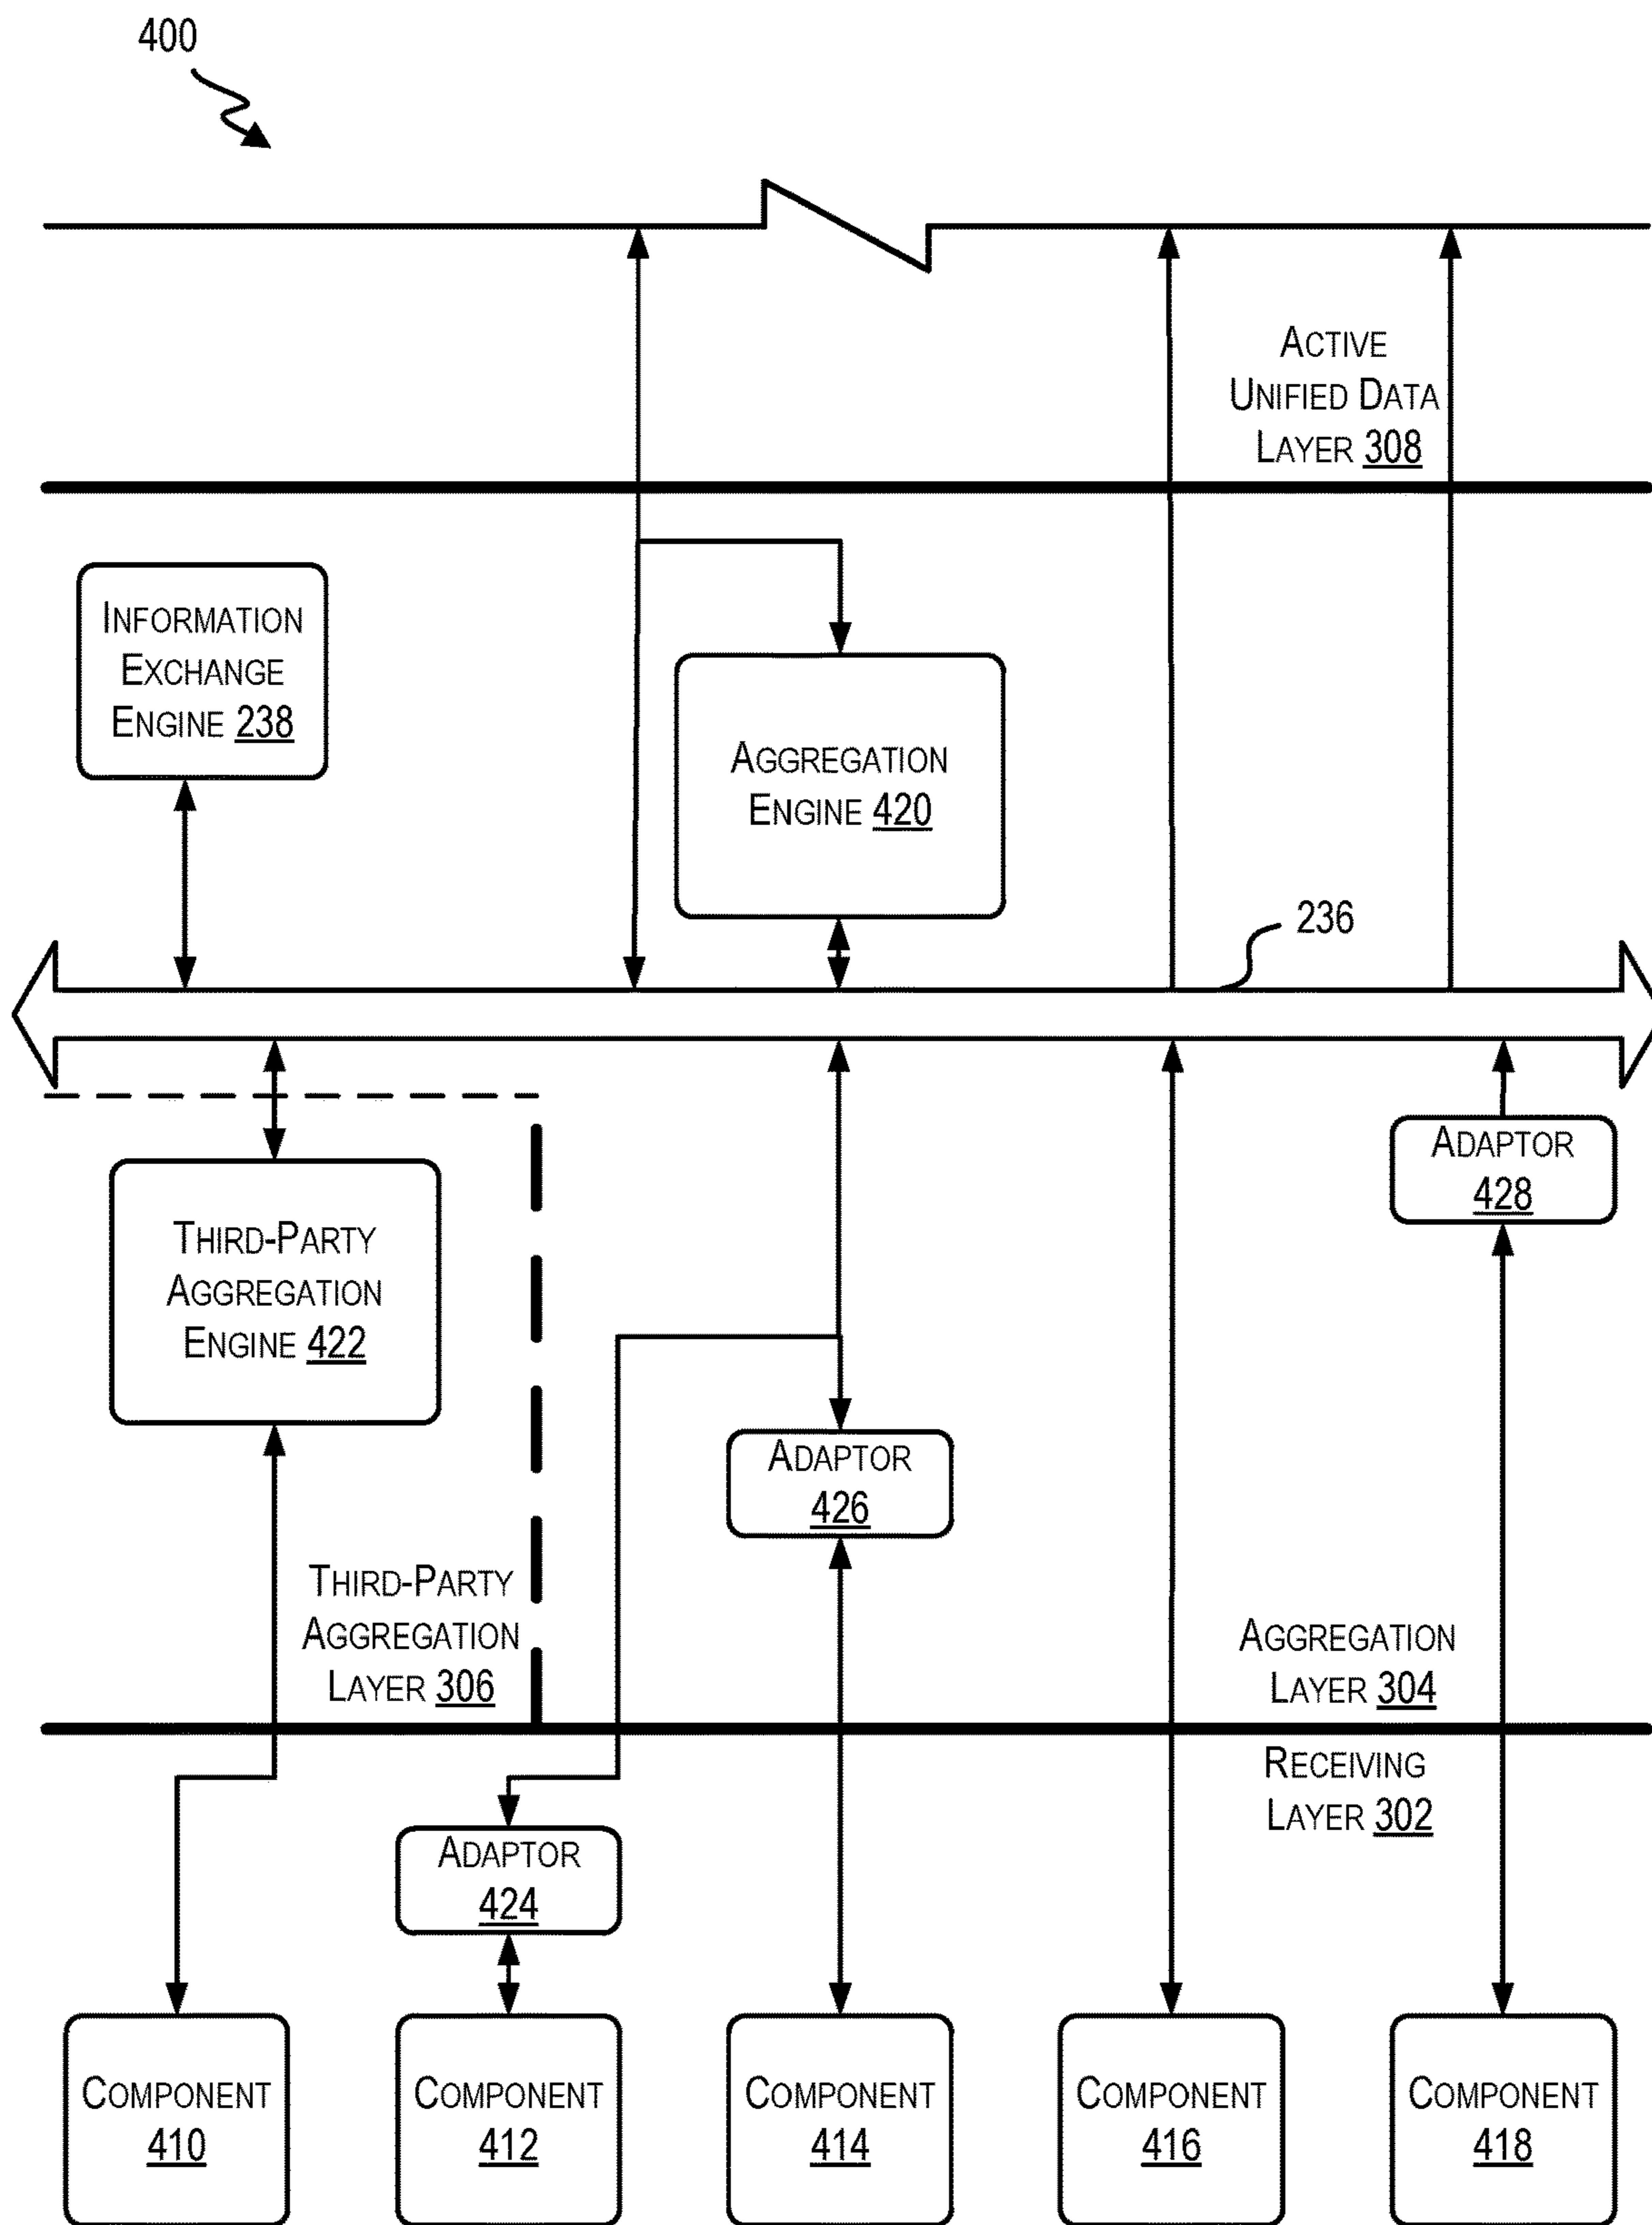 400
Active
Unified Data
Layer 308
Information
Exchange
Engine 238
Aggregation
Engine 420
236
Adaptor
428
Third-Party
Aggregation
Engine 422
Adaptor
426
Third-Party
Aggregation
Layer 306
Aggregation
Layer 304
Receiving
Layer 302
Adaptor
424
Component
410
Component
412
Component
414
Component
416
Component
418